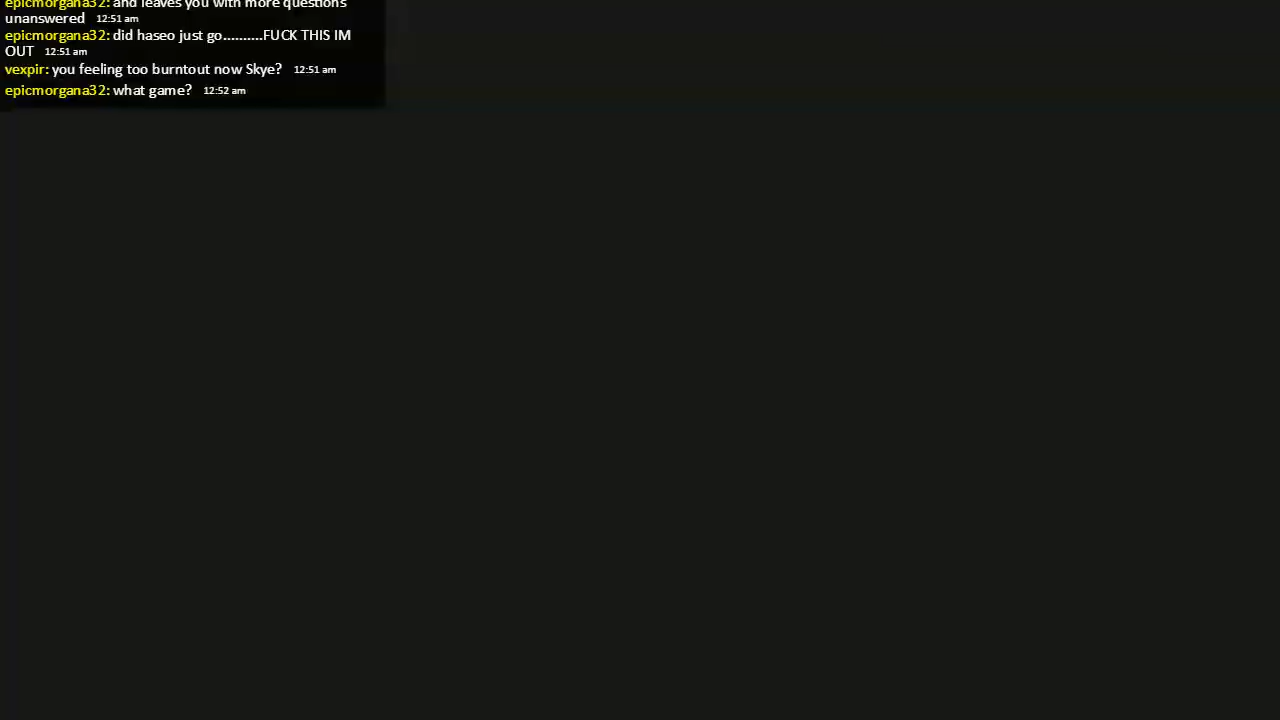 epicmorgana32: and leaves you with more questions
unanswered 12:51 am
epicmorgana32: did haseo just go..........FUCK THIS IM
OUT 12:51 am
vexpir: you feeling too burntout now Skye? 12:51 am
epicmorgana32: what game? 12:52 am